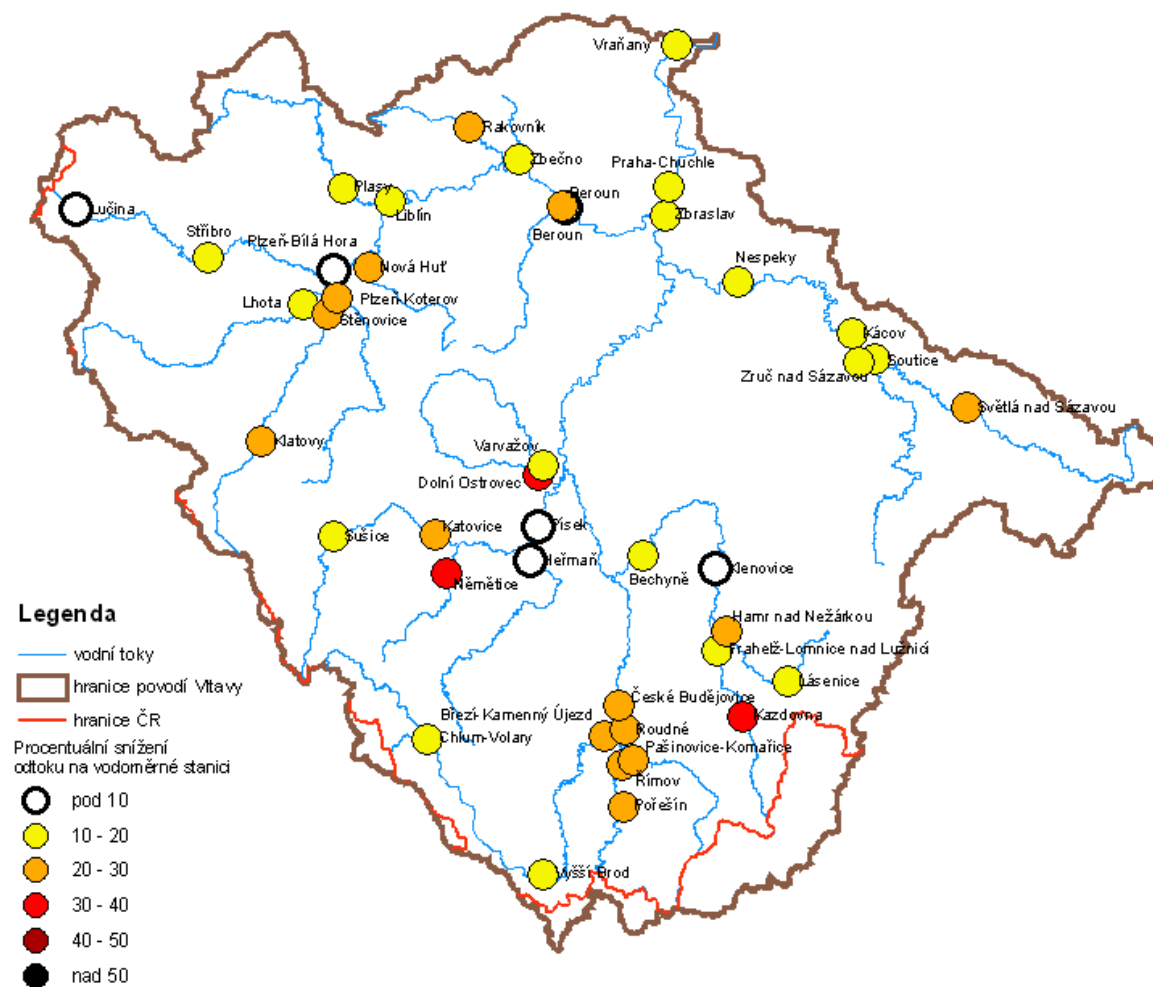 Vraňany
Rakovník
Zbečno
Praha-Chuchle
Plasy
Beroun
Liblín
Lučina
Zbraslav
Stříbro
Beroun
Plzeň-Bílá Hora
Nespeky
Nová Huť
Lhota
Plzeň-Koterov
Štěnovice
Kácov
Soutice
Zruč nad Sázavou
Světlá nad Sázavou
Klatovy
Varvažov
Dolní Ostrovec
Katovice
Písek
Sušice
Heřmaň
Bechyně
Klenovice
Němětice
Hamr nad Nežárkou
Frahelž-Lomnice nad Lužnicí
Lásenice
České Budějovice
Březí-Kamenný Újezd
Kazdovna
Roudné
Chlum-Volary
Pašinovice-Komařice
Římov
Pořešín
Vyšší Brod
Legenda
vodní toky
hranice povodí Vltavy
hranice ČR
Procentuální snížení
odtoku na vodoměrné stanici
pod 10
10 - 20
20 - 30
30 - 40
40 - 50
nad 50